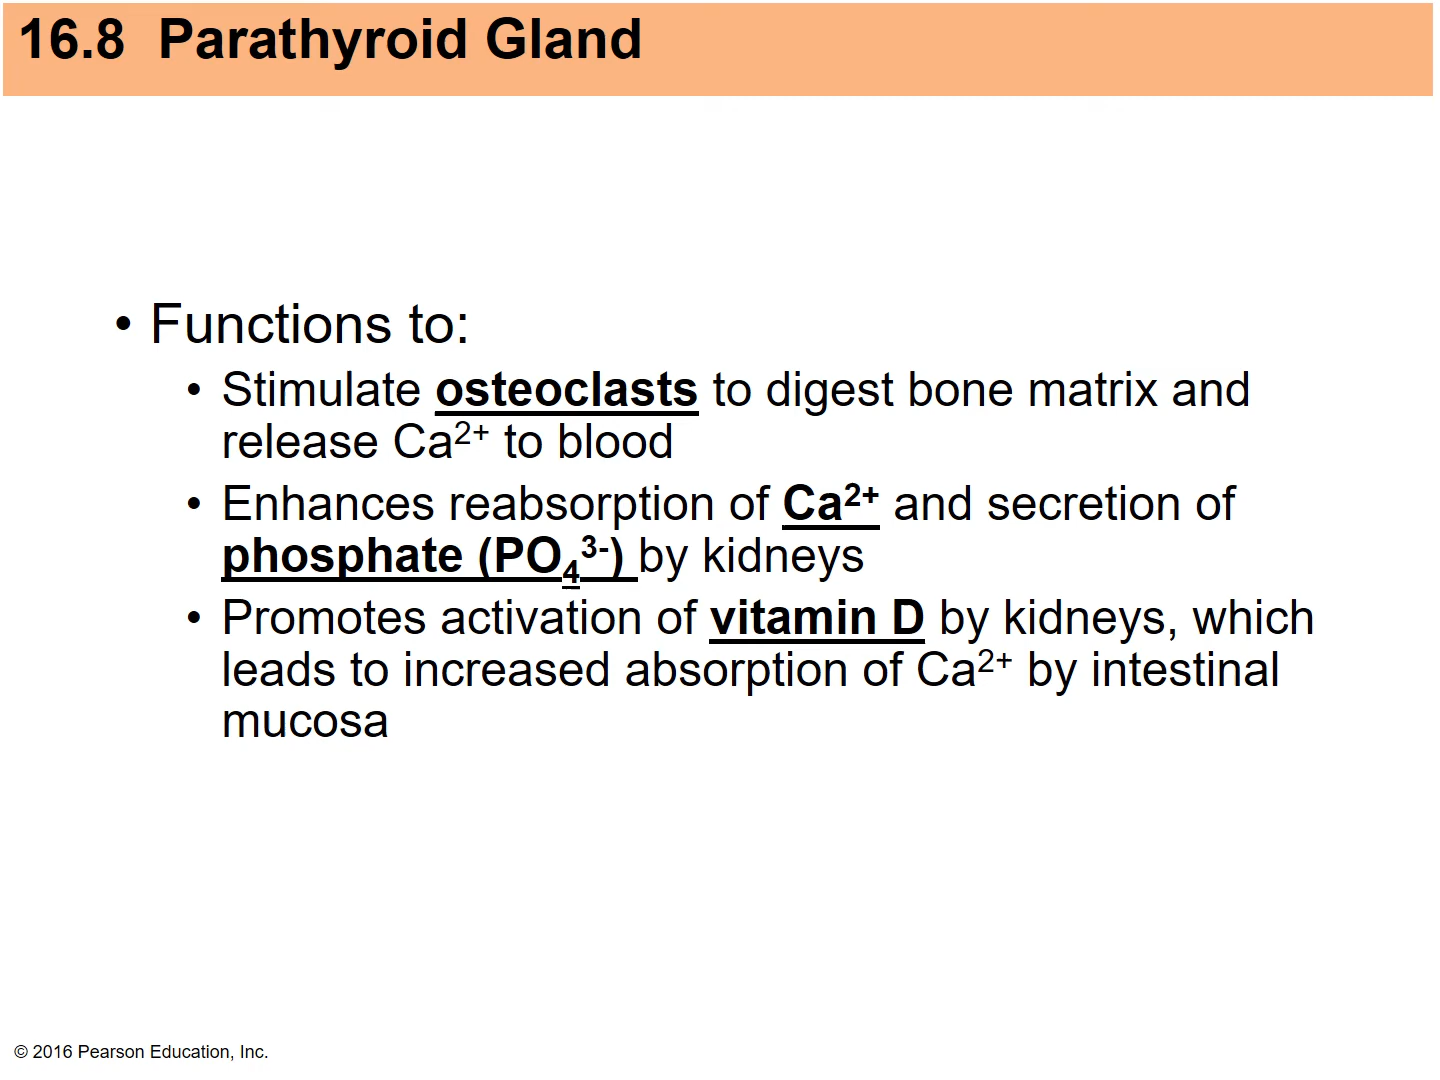 16.8 Parathyroid Gland
• Functions to:
• Stimulate osteoclasts to digest bone matrix and
release Ca²⁺ to blood
• Enhances reabsorption of Ca²⁺ and secretion of
phosphate (PO₄³⁻) by kidneys
• Promotes activation of vitamin D by kidneys, which
leads to increased absorption of Ca²⁺ by intestinal
mucosa
© 2016 Pearson Education, Inc.